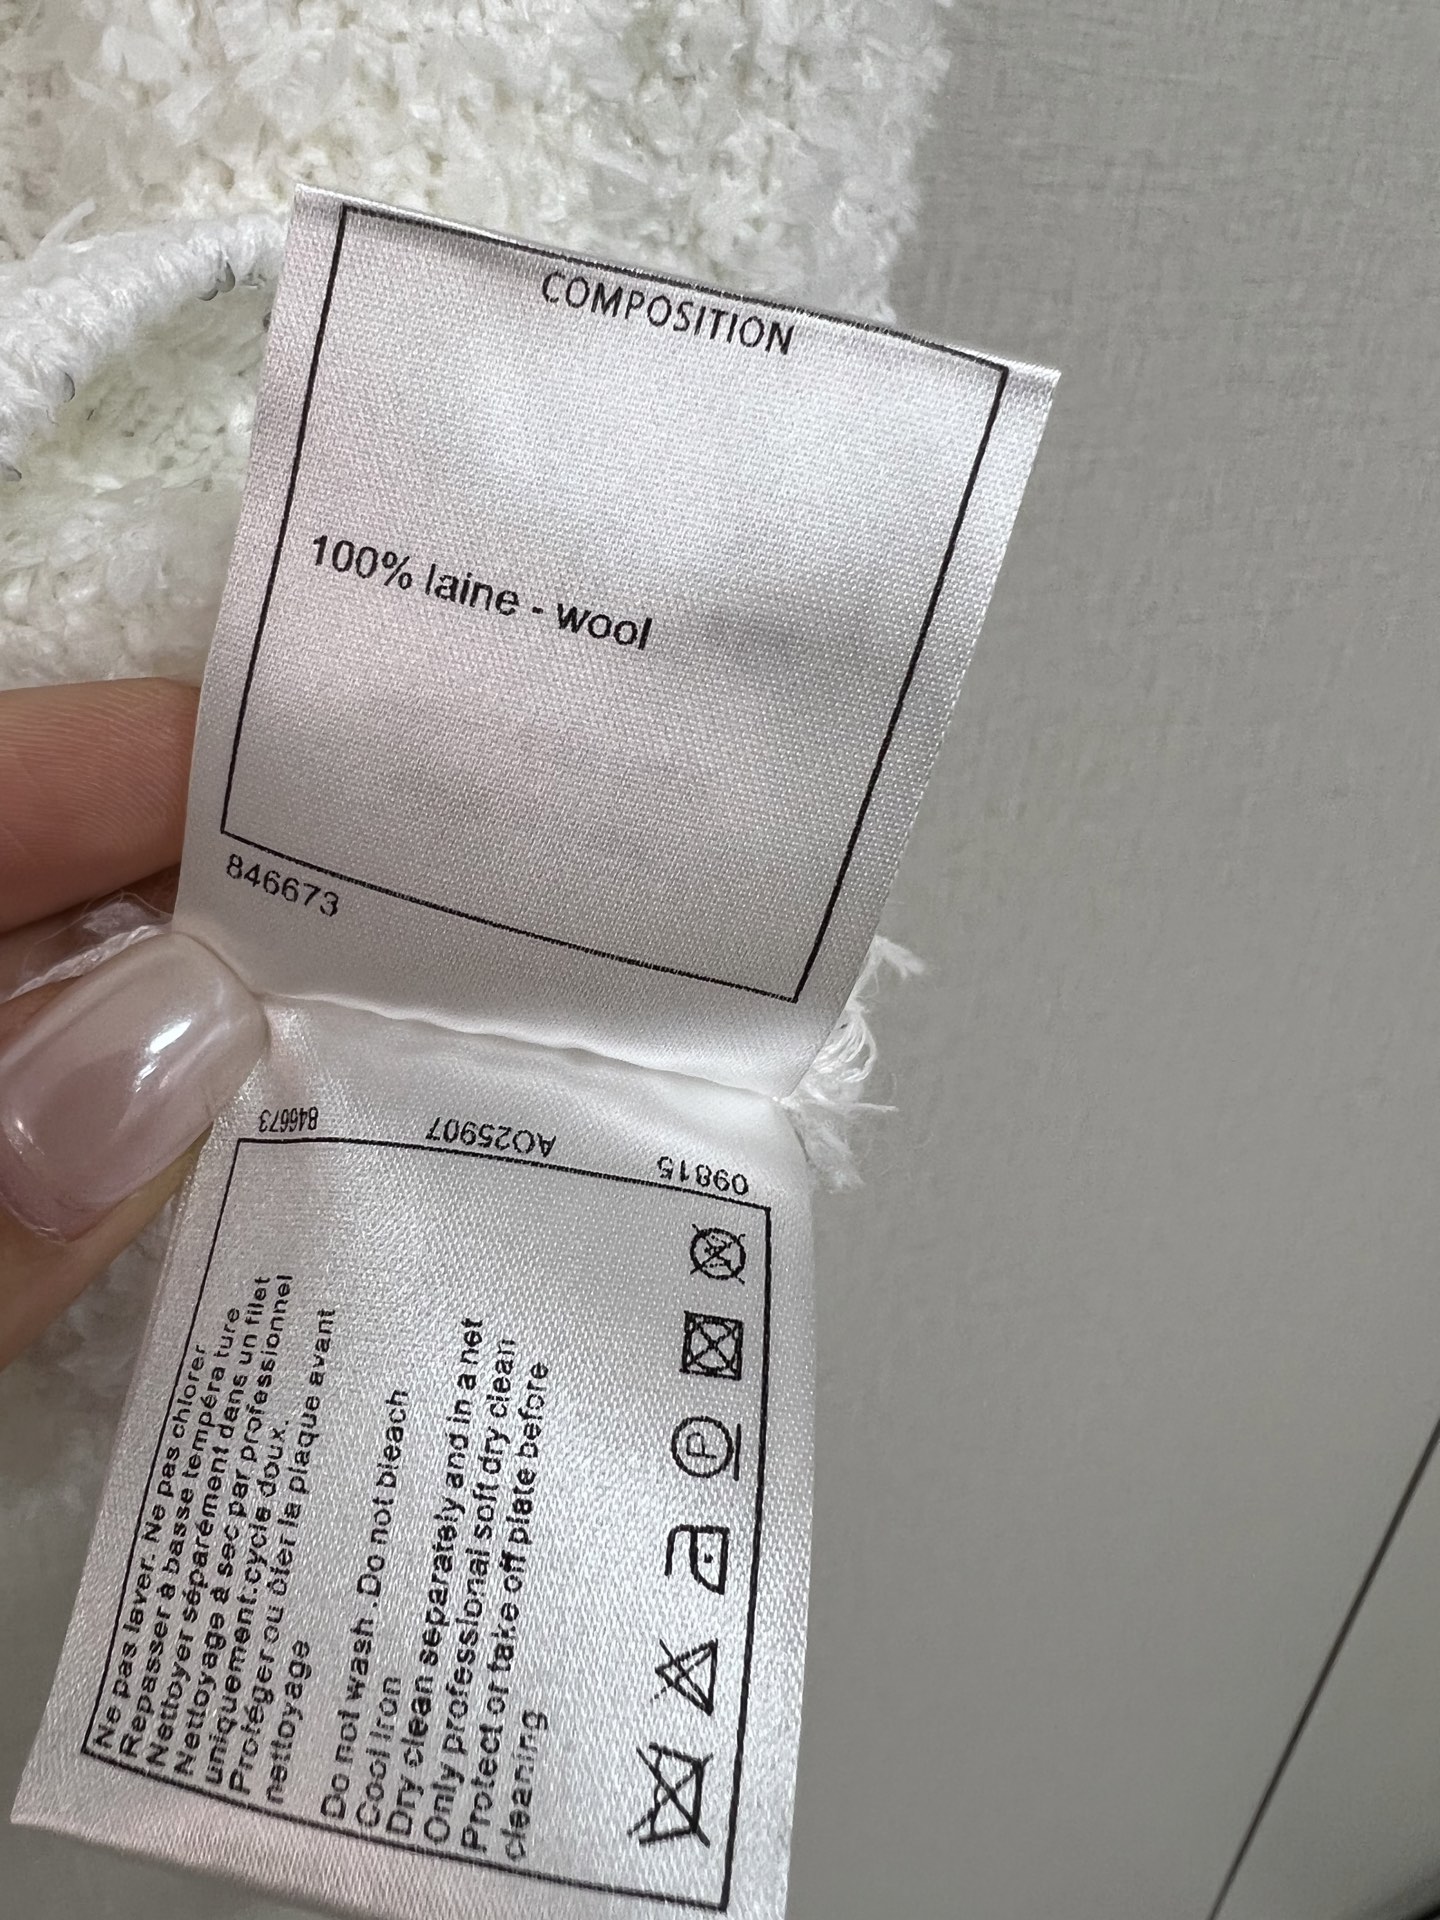 COMPOSITION
100% laine - wool
846673
846673
AO25907
09815
Ne pas laver. Ne pas chlorer
Repasser à basse température
Nettoyer séparément dans un filet
Nettoyage à sec par professionnel
uniquement.cycle doux.
Protéger ou ôter la plaque avant
nettoyage
Do not wash .Do not bleach
Cool Iron
Dry clean separately and in a net
Only professional soft dry clean
Protect or take off plate before
cleaning
P